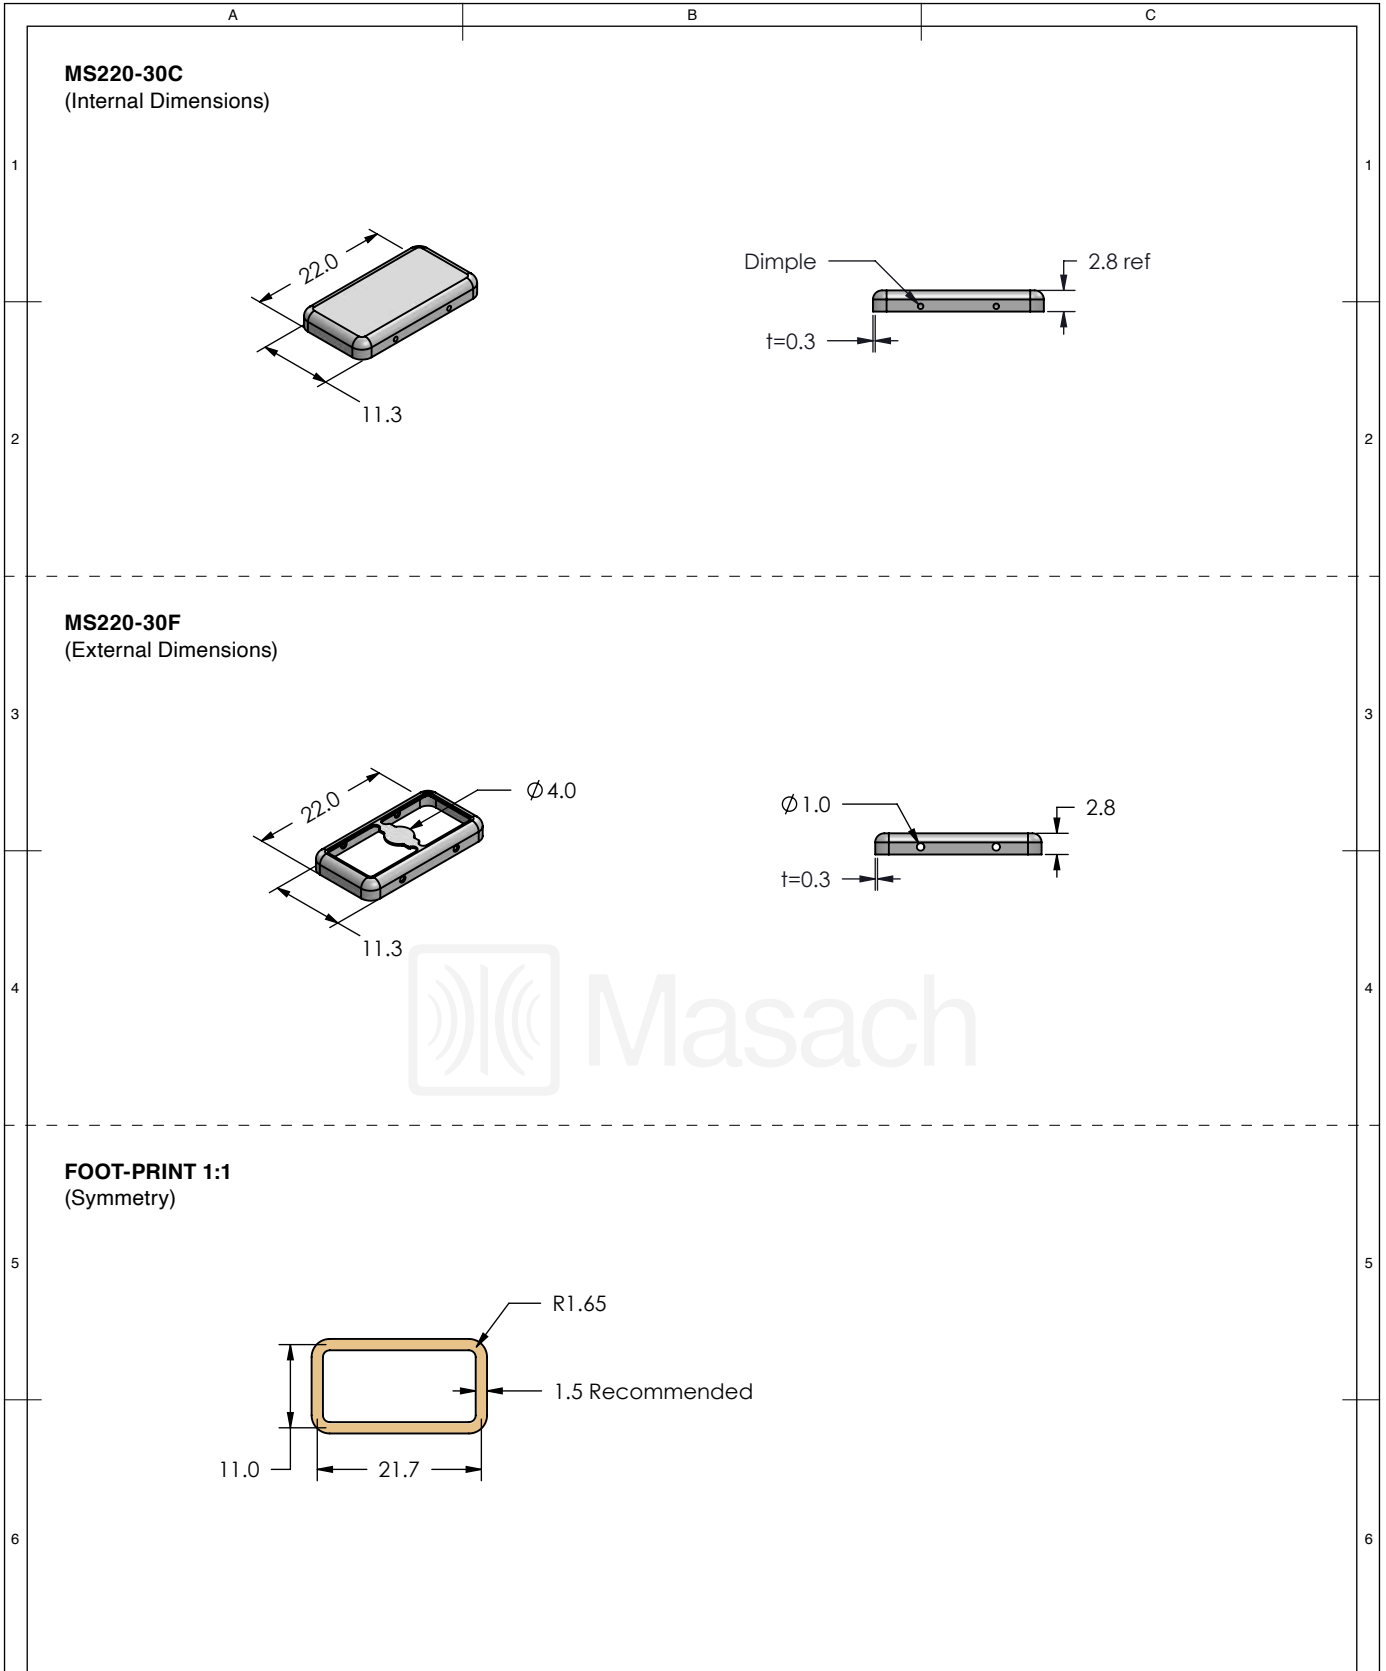 A B C
MS220-30C
(Internal Dimensions)
1 1
22.0
11.3
Dimple
2.8 ref
t=0.3
2 2
MS220-30F
(External Dimensions)
3 3
22.0
Ø4.0
11.3
Ø1.0
2.8
t=0.3
Masach
4 4
FOOT-PRINT 1:1
(Symmetry)
5 5
R1.65
1.5 Recommended
11.0
21.7
6 6